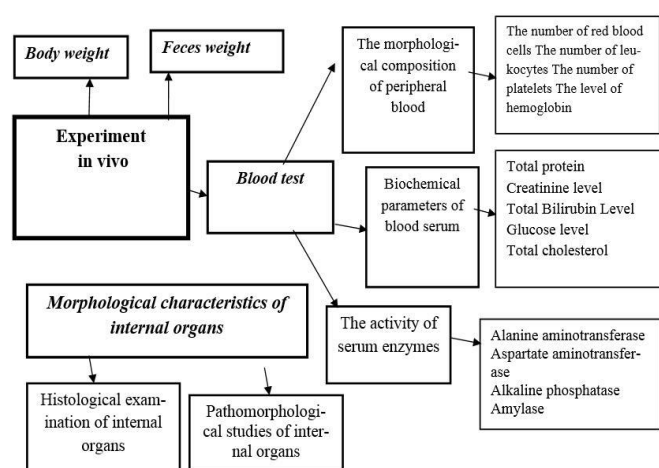 Body weight
Feces weight
Experiment
in vivo
Blood test
The morphologi-
cal composition
of peripheral
blood
The number of red blood
cells The number of leu-
kocytes The number of
platelets The level of
hemoglobin
Biochemical
parameters of
blood serum
Total protein
Creatinine level
Total Bilirubin Level
Glucose level
Total cholesterol
The activity of
serum enzymes
Alanine aminotransferase
Aspartate aminotransfer-
ase
Alkaline phosphatase
Amylase
Morphological characteristics of
internal organs
Histological exam-
ination of internal
organs
Pathomorphologi-
cal studies of inter-
nal organs